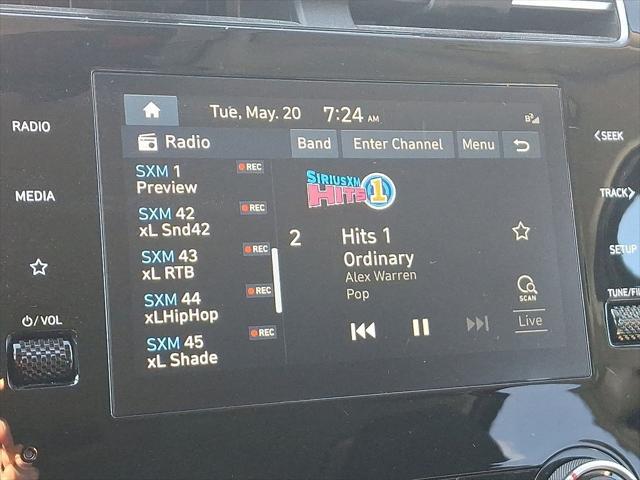 Tue, May. 20 7:24 AM
RADIO
Radio
Band
Enter Channel
Menu
< SEEK
MEDIA
SXM 1
REC
Preview
SXM 42
REC
xL Snd42
SXM 43
REC
xL RTB
SXM 44
REC
xLHipHop
SXM 45
REC
xL Shade
SIRIUSXM
HITS 1
2
Hits 1
Ordinary
Alex Warren
Pop
SCAN
Live
TRACK >
SETUP
TUNE/FIL
/VOL